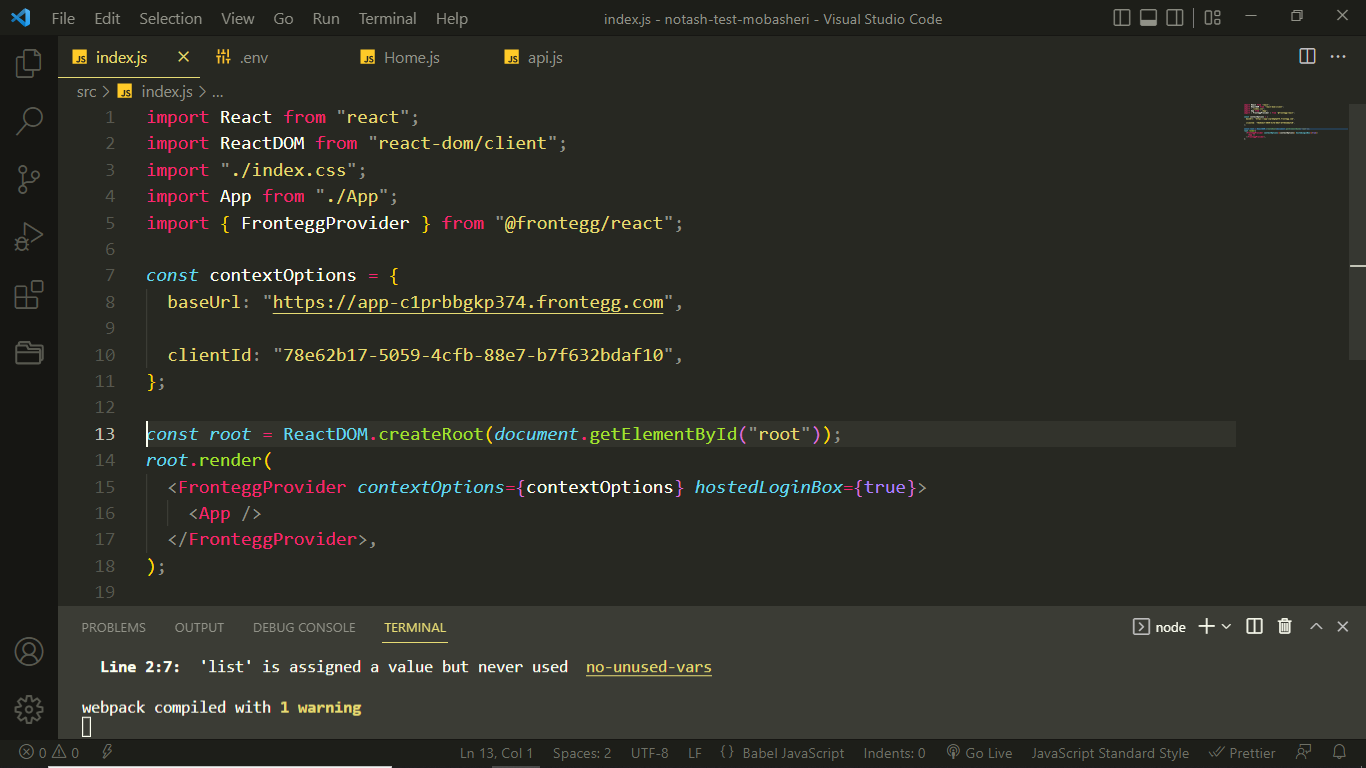 File Edit Selection View Go Run Terminal Help index.js - notash-test-mobasheri - Visual Studio Code
JS index.js .env JS Home.js JS api.js
src > JS index.js > ...
1 import React from "react";
2 import ReactDOM from "react-dom/client";
3 import "./index.css";
4 import App from "./App";
5 import { FronteggProvider } from "@frontegg/react";
6
7 const contextOptions = {
8 baseUrl: "https://app-c1prbbgkp374.frontegg.com",
9
10 clientId: "78e62b17-5059-4cfb-88e7-b7f632bdaf10",
11 };
12
13 const root = ReactDOM.createRoot(document.getElementById("root"));
14 root.render(
15 <FronteggProvider contextOptions={contextOptions} hostedLoginBox={true}>
16 <App />
17 </FronteggProvider>,
18 );
19
PROBLEMS OUTPUT DEBUG CONSOLE TERMINAL node
Line 2:7: 'list' is assigned a value but never used no-unused-vars
webpack compiled with 1 warning
0 0 Ln 13, Col 1 Spaces: 2 UTF-8 LF {} Babel JavaScript Indents: 0 Go Live JavaScript Standard Style Prettier